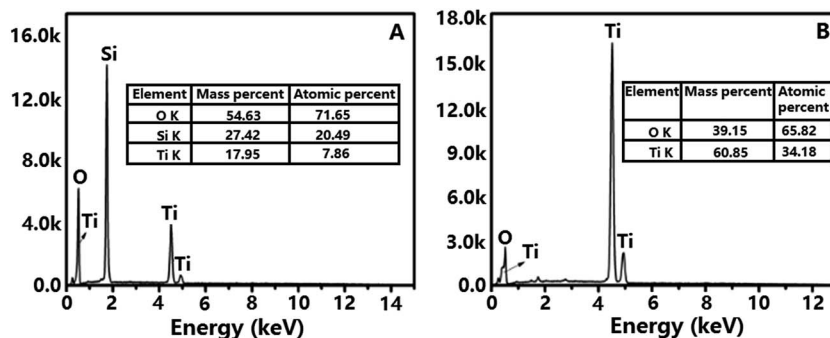 A
16.0k
12.0k
8.0k
4.0k
0.0
Si
O
Ti
Ti
Ti
Element Mass percent Atomic percent
O K 54.63 71.65
Si K 27.42 20.49
Ti K 17.95 7.86
0 2 4 6 8 10 12 14
Energy (keV)
B
18.0k
15.0k
12.0k
9.0k
6.0k
3.0k
0.0
Ti
O
Ti
Ti
Element Mass percent Atomic
percent
O K 39.15 65.82
Ti K 60.85 34.18
0 2 4 6 8 10 12
Energy (keV)